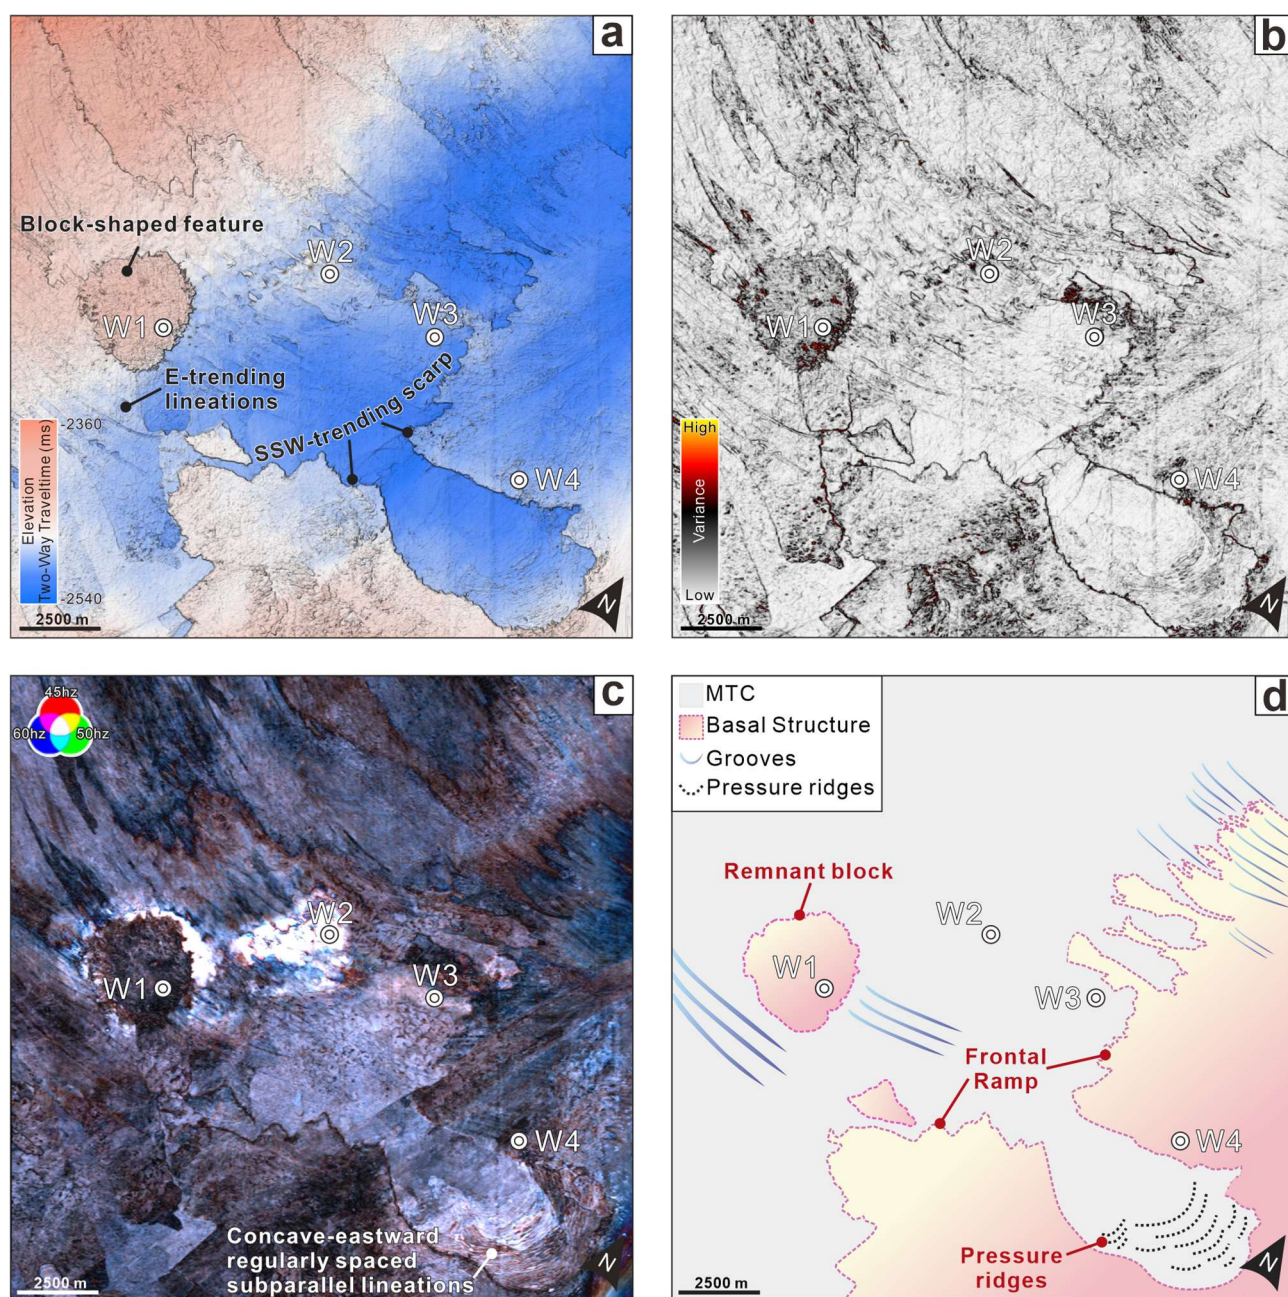 a
Block-shaped feature
W1
W2
W3
W4
E-trending
lineations
SSW-trending scarp
-2360
Elevation
Two-Way Traveltime (ms)
-2540
2500 m
N
b
W1
W2
W3
W4
High
Variance
Low
2500 m
N
c
45hz
60hz
50hz
W1
W2
W3
W4
Concave-eastward
regularly spaced
subparallel lineations
2500 m
N
d
MTC
Basal Structure
Grooves
Pressure ridges
Remnant block
W1
W2
W3
Frontal
Ramp
W4
Pressure
ridges
2500 m
N